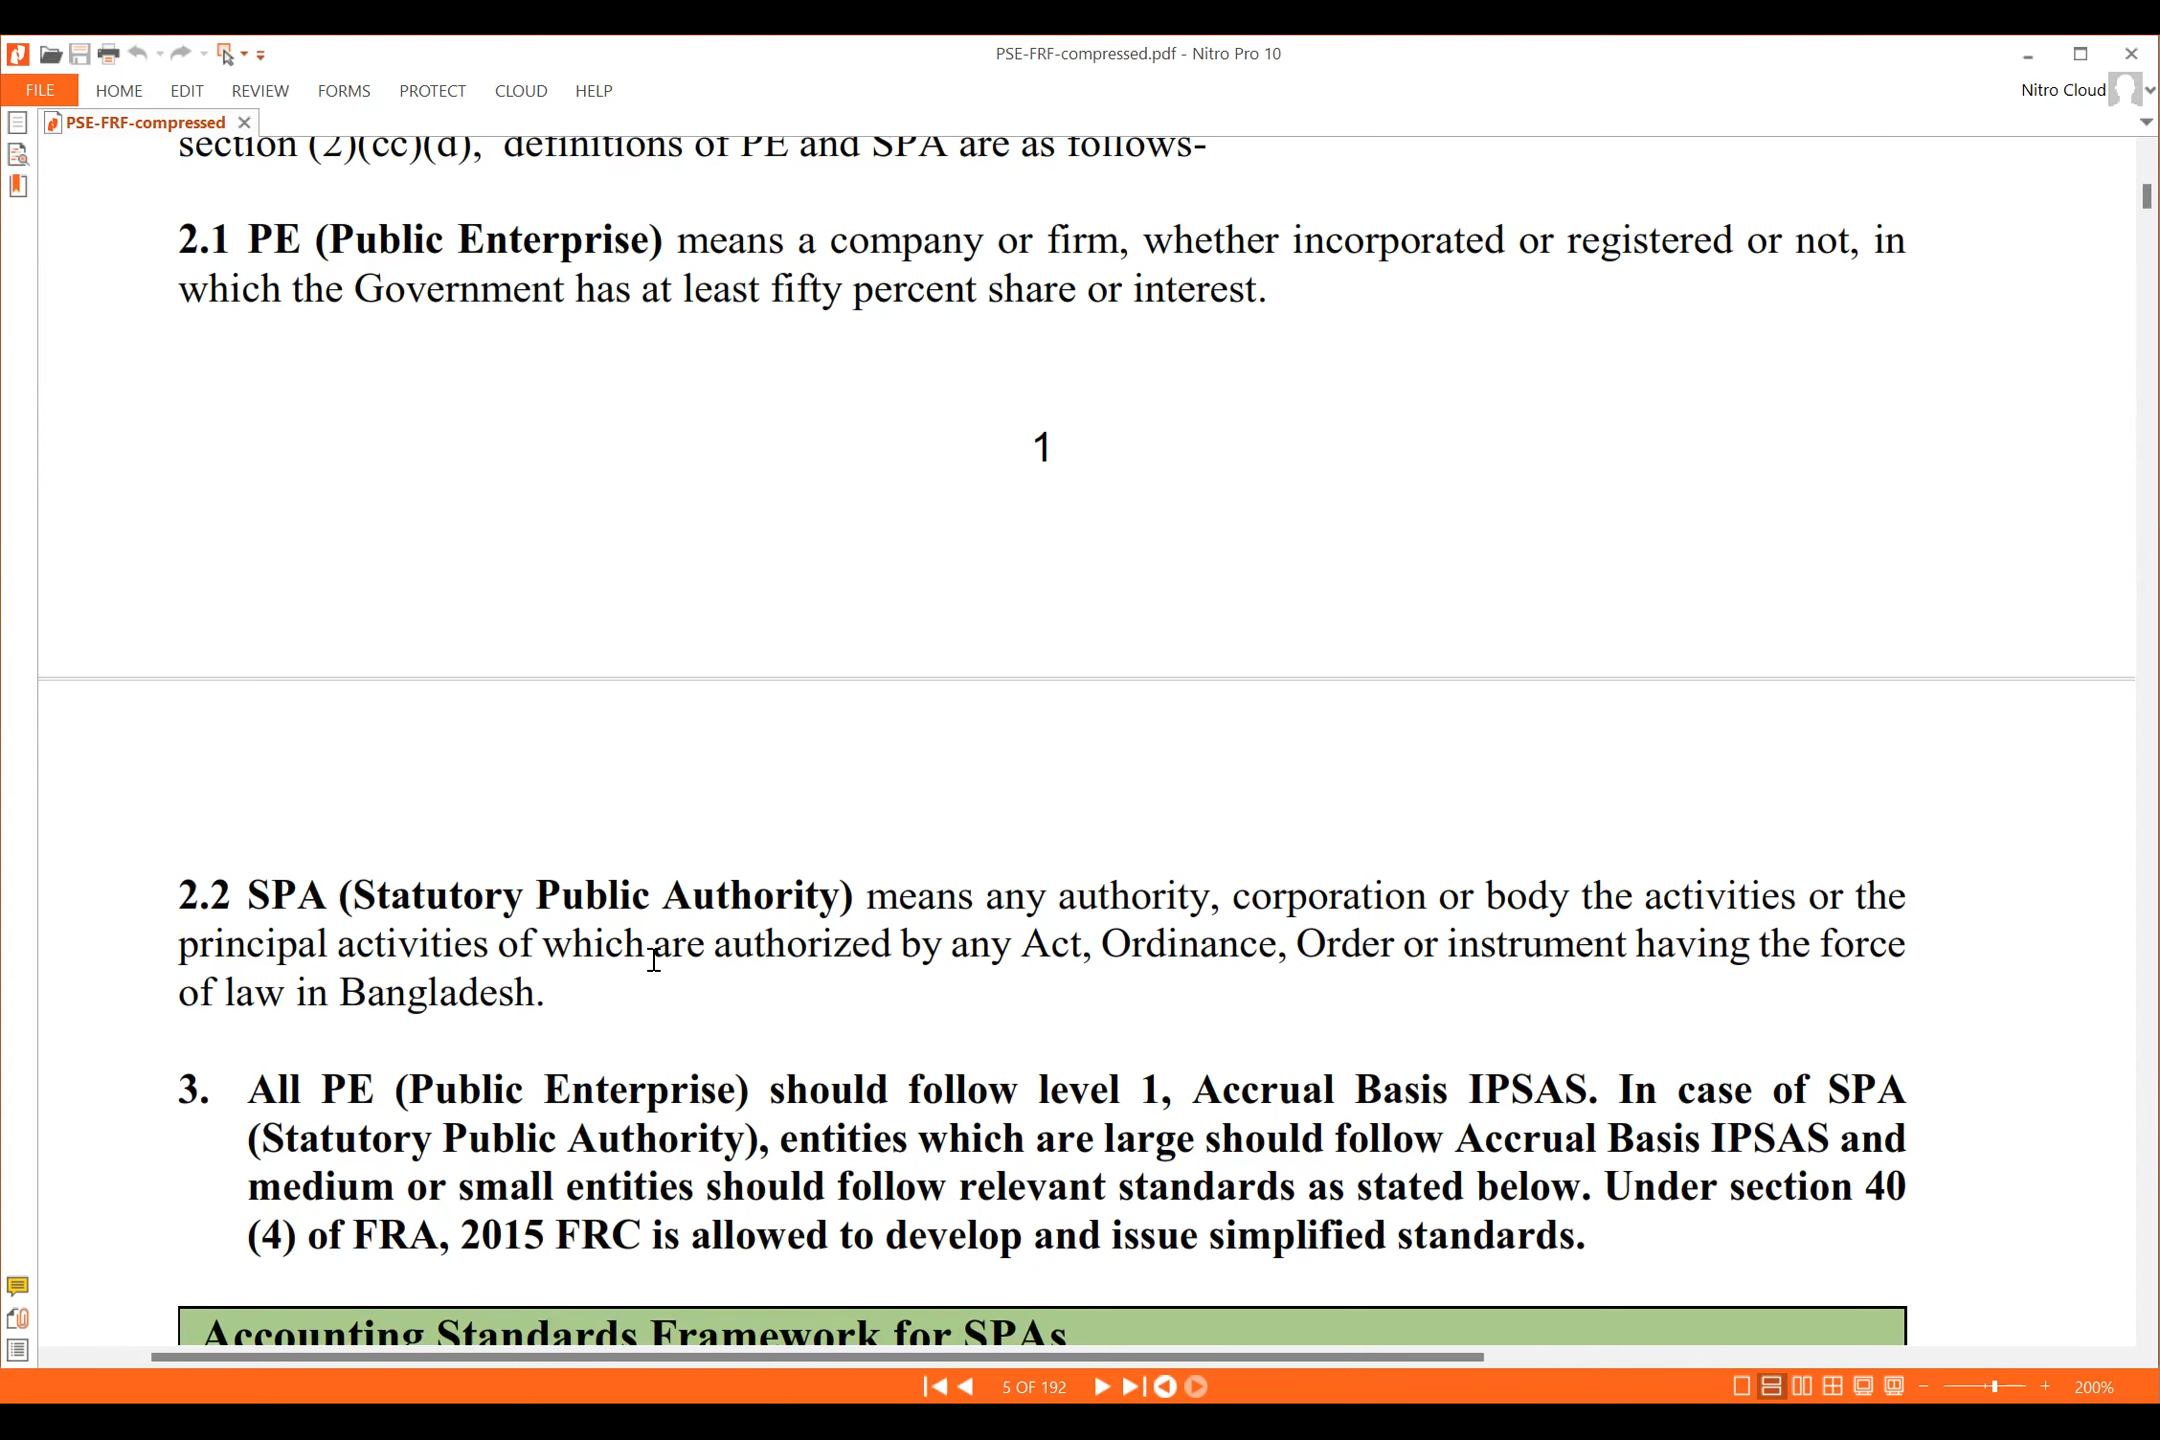 PSE-FRF-compressed.pdf - Nitro Pro 10
FILE HOME EDIT REVIEW FORMS PROTECT CLOUD HELP
Nitro Cloud
PSE-FRF-compressed
section (2)(cc)(d), definitions of PE and SPA are as follows-
2.1 PE (Public Enterprise) means a company or firm, whether incorporated or registered or not, in
which the Government has at least fifty percent share or interest.
1
2.2 SPA (Statutory Public Authority) means any authority, corporation or body the activities or the
principal activities of which are authorized by any Act, Ordinance, Order or instrument having the force
of law in Bangladesh.
3. All PE (Public Enterprise) should follow level 1, Accrual Basis IPSAS. In case of SPA
(Statutory Public Authority), entities which are large should follow Accrual Basis IPSAS and
medium or small entities should follow relevant standards as stated below. Under section 40
(4) of FRA, 2015 FRC is allowed to develop and issue simplified standards.
Accounting Standards Framework for SPAs
5 OF 192
200%